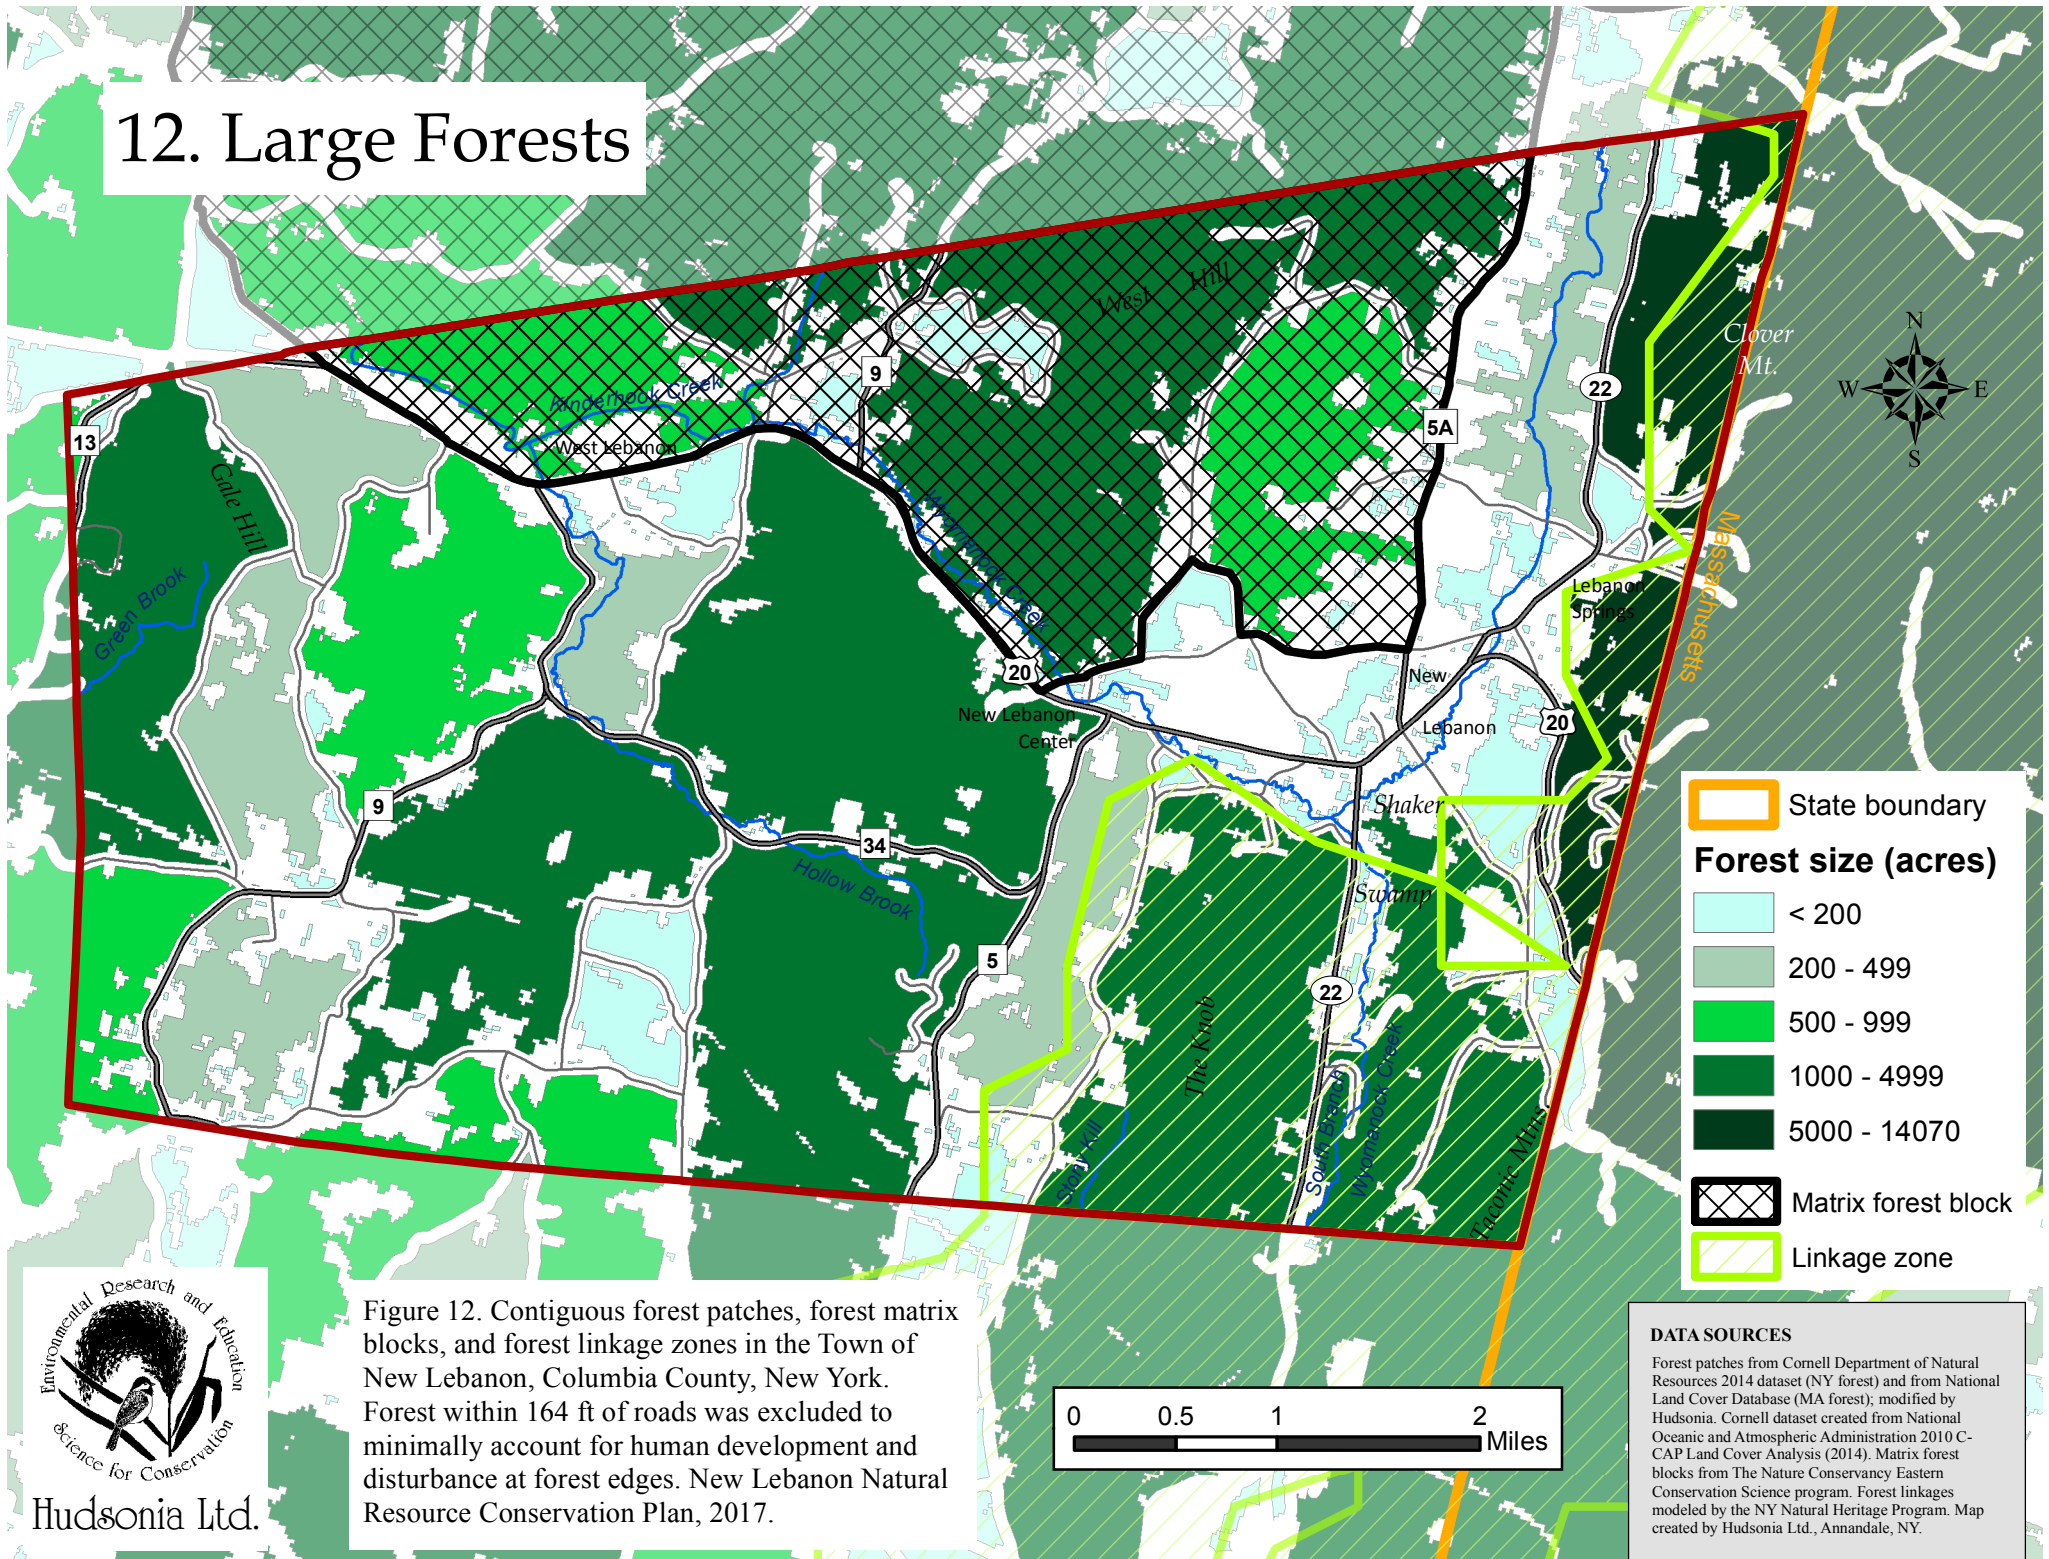 12. Large Forests
N
W
E
S
West Hill
Clover
Mt.
9
22
5A
13
Kinderhook Creek
West Lebanon
Gale Hill
Green Brook
Wyomanock Creek
Massachusetts
Lebanon
Springs
20
New
Lebanon
20
New Lebanon
Center
9
34
Shaker
Swamp
Hollow Brook
5
22
The Knob
Stony Kill
South Branch
Wyomanock Creek
Taconic Mtns.
State boundary
Forest size (acres)
< 200
200 - 499
500 - 999
1000 - 4999
5000 - 14070
Matrix forest block
Linkage zone
Environmental Research and Education
Science for Conservation
Hudsonia Ltd.
Figure 12. Contiguous forest patches, forest matrix
blocks, and forest linkage zones in the Town of
New Lebanon, Columbia County, New York.
Forest within 164 ft of roads was excluded to
minimally account for human development and
disturbance at forest edges. New Lebanon Natural
Resource Conservation Plan, 2017.
0 0.5 1 2
Miles
DATA SOURCES
Forest patches from Cornell Department of Natural
Resources 2014 dataset (NY forest) and from National
Land Cover Database (MA forest); modified by
Hudsonia. Cornell dataset created from National
Oceanic and Atmospheric Administration 2010 C-
CAP Land Cover Analysis (2014). Matrix forest
blocks from The Nature Conservancy Eastern
Conservation Science program. Forest linkages
modeled by the NY Natural Heritage Program. Map
created by Hudsonia Ltd., Annandale, NY.